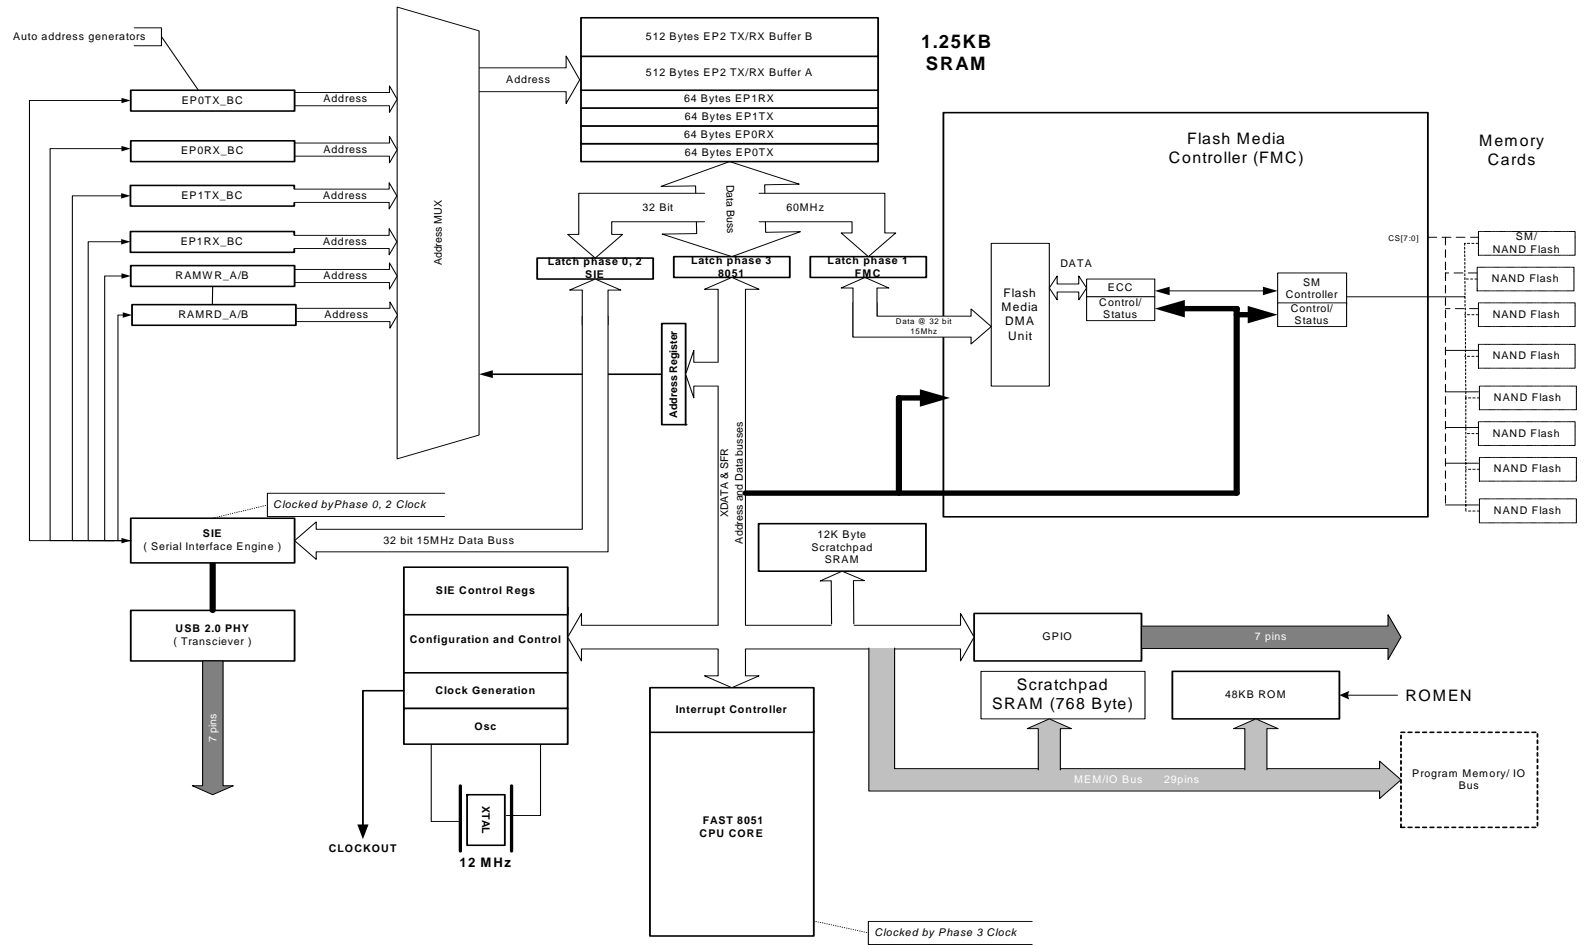 Auto address generators
EP0TX_BC
Address
EP0RX_BC
Address
EP1TX_BC
Address
EP1RX_BC
Address
RAMWR_A/B
Address
RAMRD_A/B
Address
Address MUX
Address
512 Bytes EP2 TX/RX Buffer B
512 Bytes EP2 TX/RX Buffer A
64 Bytes EP1RX
64 Bytes EP1TX
64 Bytes EP0RX
64 Bytes EP0TX
1.25KB
SRAM
32 Bit
Data Buss
60MHz
Latch phase 0, 2
SIE
Latch phase 3
8051
Latch phase 1
FMC
Address Register
Data @ 32 bit
15Mhz
Flash Media
Controller (FMC)
Flash
Media
DMA
Unit
DATA
ECC
Control/
Status
SM
Controller
Control/
Status
CS[7:0]
Memory
Cards
SM/
NAND Flash
NAND Flash
NAND Flash
NAND Flash
NAND Flash
NAND Flash
NAND Flash
NAND Flash
XDATA & SFR
Address and Data busses
Clocked byPhase 0, 2 Clock
SIE
( Serial Interface Engine )
32 bit 15MHz Data Buss
USB 2.0 PHY
( Transciever )
7 pins
SIE Control Regs
Configuration and Control
Clock Generation
Osc
XTAL
12 MHz
CLOCKOUT
12K Byte
Scratchpad
SRAM
GPIO
7 pins
Interrupt Controller
FAST 8051
CPU CORE
Clocked by Phase 3 Clock
Scratchpad
SRAM (768 Byte)
48KB ROM
ROMEN
MEM/IO Bus 29pins
Program Memory/ IO
Bus